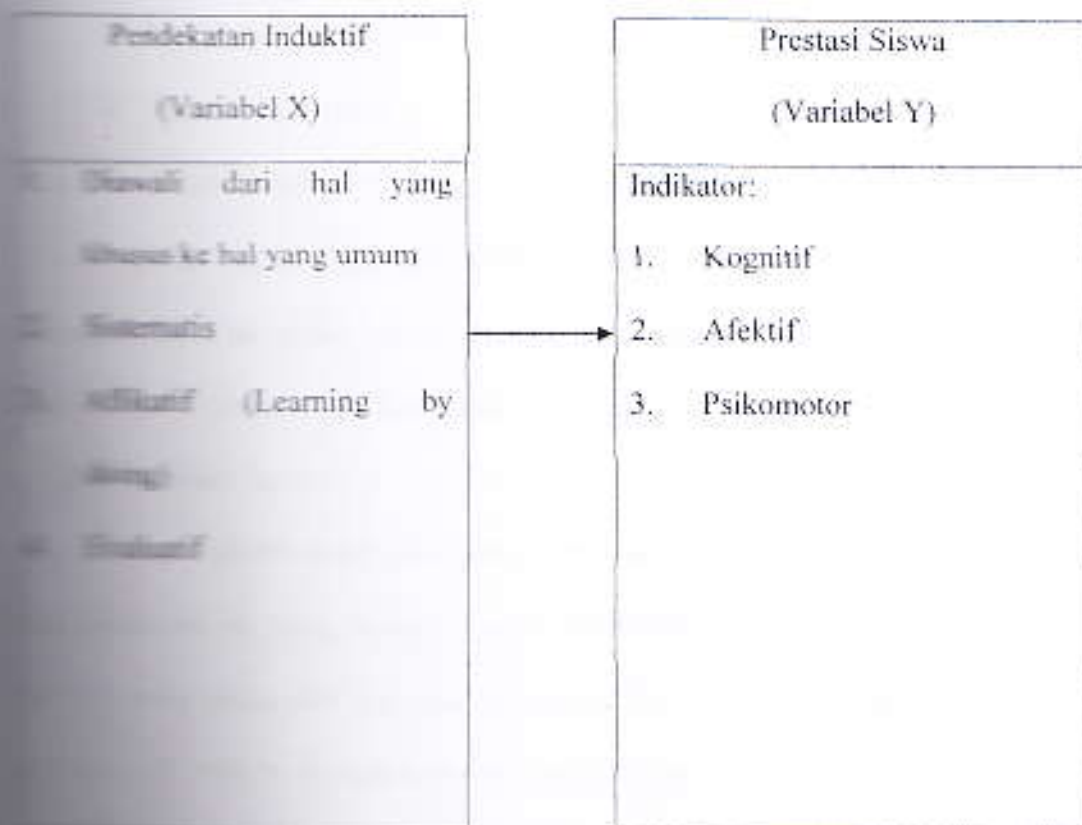 Pendekatan Induktif
(Variabel X)
dari hal yang
ke hal yang umum
Sistematis
(Learning by
Prestasi Siswa
(Variabel Y)
Indikator:
1. Kognitif
2. Afektif
3. Psikomotor